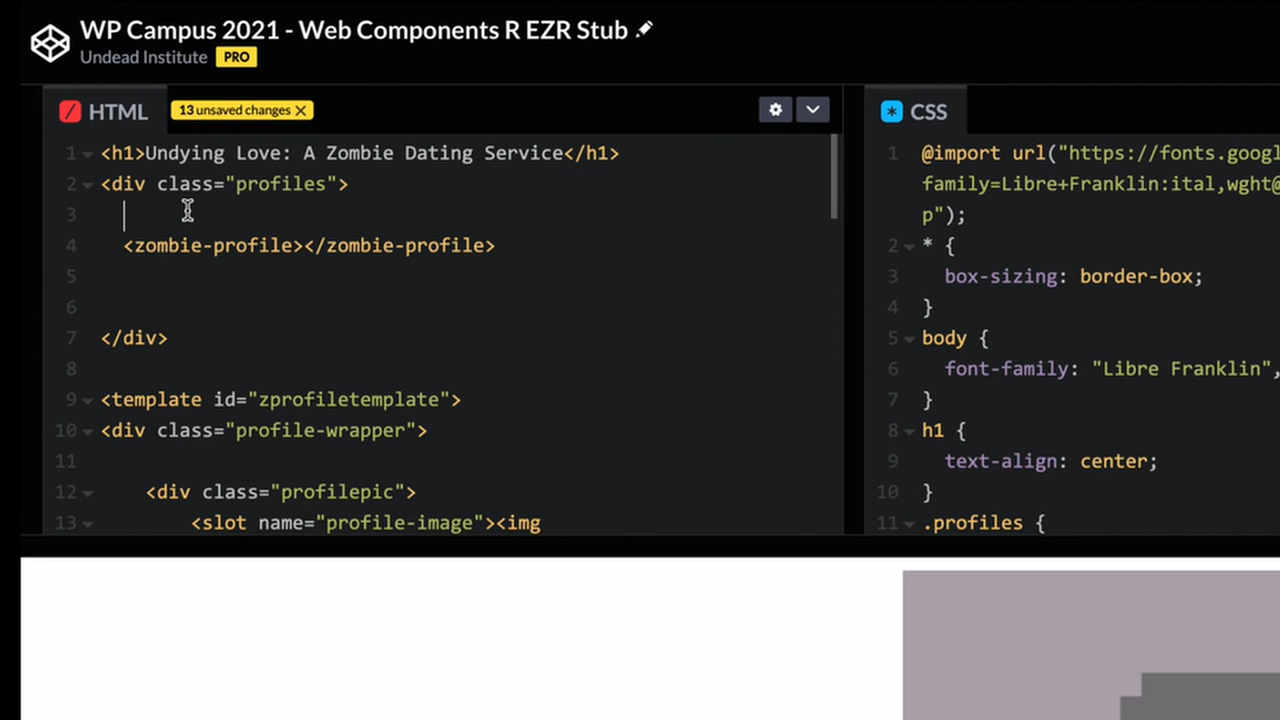 WP Campus 2021 - Web Components R EZR Stub
Undead Institute PRO
HTML 13 unsaved changes X
1 <h1>Undying Love: A Zombie Dating Service</h1>
2 <div class="profiles">
3
4 <zombie-profile></zombie-profile>
5
6
7 </div>
8
9 <template id="zprofiletemplate">
10 <div class="profile-wrapper">
11
12 <div class="profilepic">
13 <slot name="profile-image"><img
CSS
1 @import url("https://fonts.googl
family=Libre+Franklin:ital,wght@
p");
2 * {
3 box-sizing: border-box;
4 }
5 body {
6 font-family: "Libre Franklin",
7 }
8 h1 {
9 text-align: center;
10 }
11 .profiles {